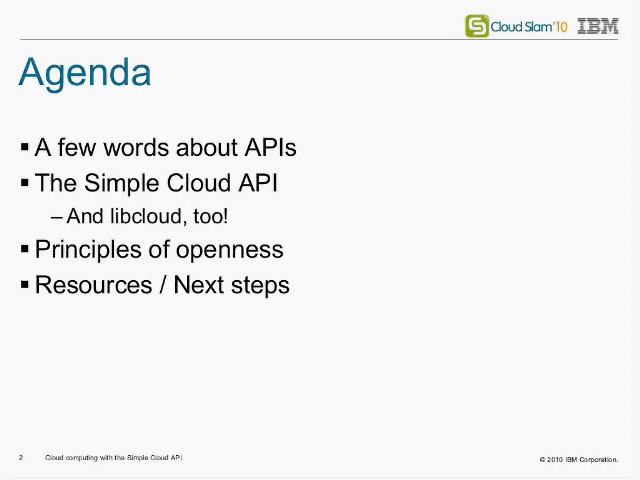 Cloud Slam'10 IBM
Agenda
▪ A few words about APIs
▪ The Simple Cloud API
– And libcloud, too!
▪ Principles of openness
▪ Resources / Next steps
2 Cloud computing with the Simple Cloud API © 2010 IBM Corporation.